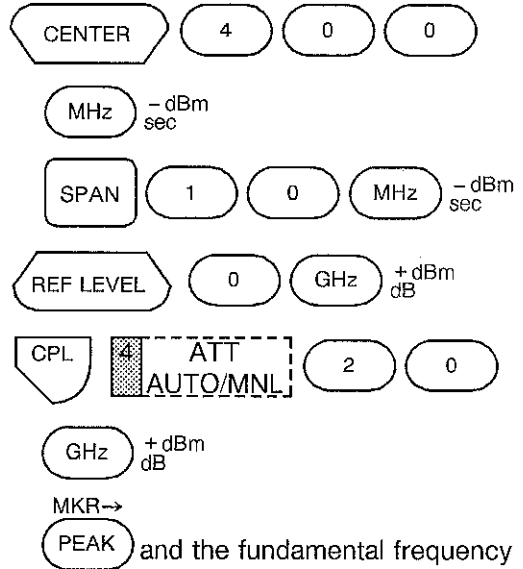 CENTER 4 0 0
MHz - dBm
sec
SPAN 1 0 MHz - dBm
sec
REF LEVEL 0 GHz + dBm
dB
CPL 4 ATT
AUTO/MNL 2 0
GHz + dBm
dB
MKR→
PEAK and the fundamental frequency